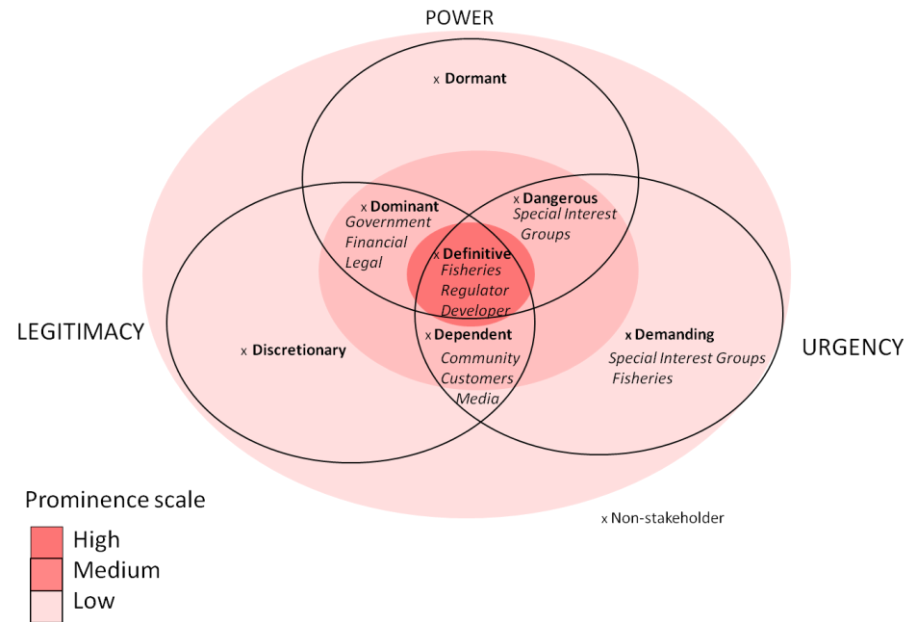 POWER
x Dormant
x Dominant
Government
Financial
Legal
x Dangerous
Special Interest
Groups
x Definitive
Fisheries
Regulator
Developer
LEGITIMACY
x Discretionary
x Dependent
Community
Customers
Media
x Demanding
Special Interest Groups
Fisheries
URGENCY
x Non-stakeholder
Prominence scale
High
Medium
Low